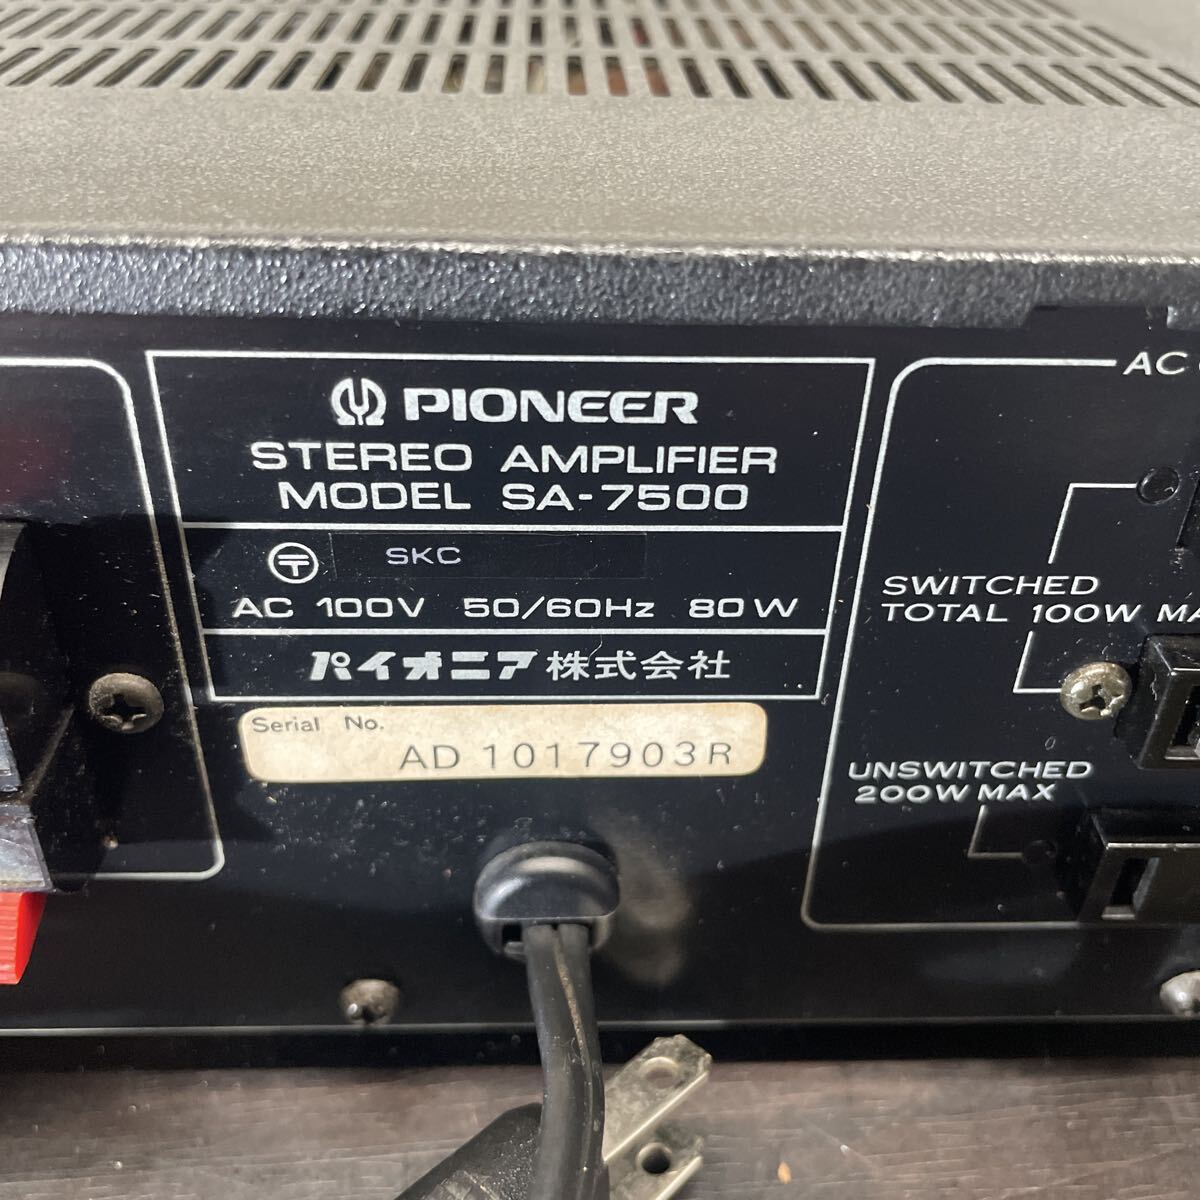 PIONEER
STEREO AMPLIFIER
MODEL SA-7500
〒 SKC
AC 100V 50/60Hz 80W
パイオニア株式会社
Serial No.
AD 1017903R
AC
SWITCHED
TOTAL 100W
UNSWITCHED
200W MAX